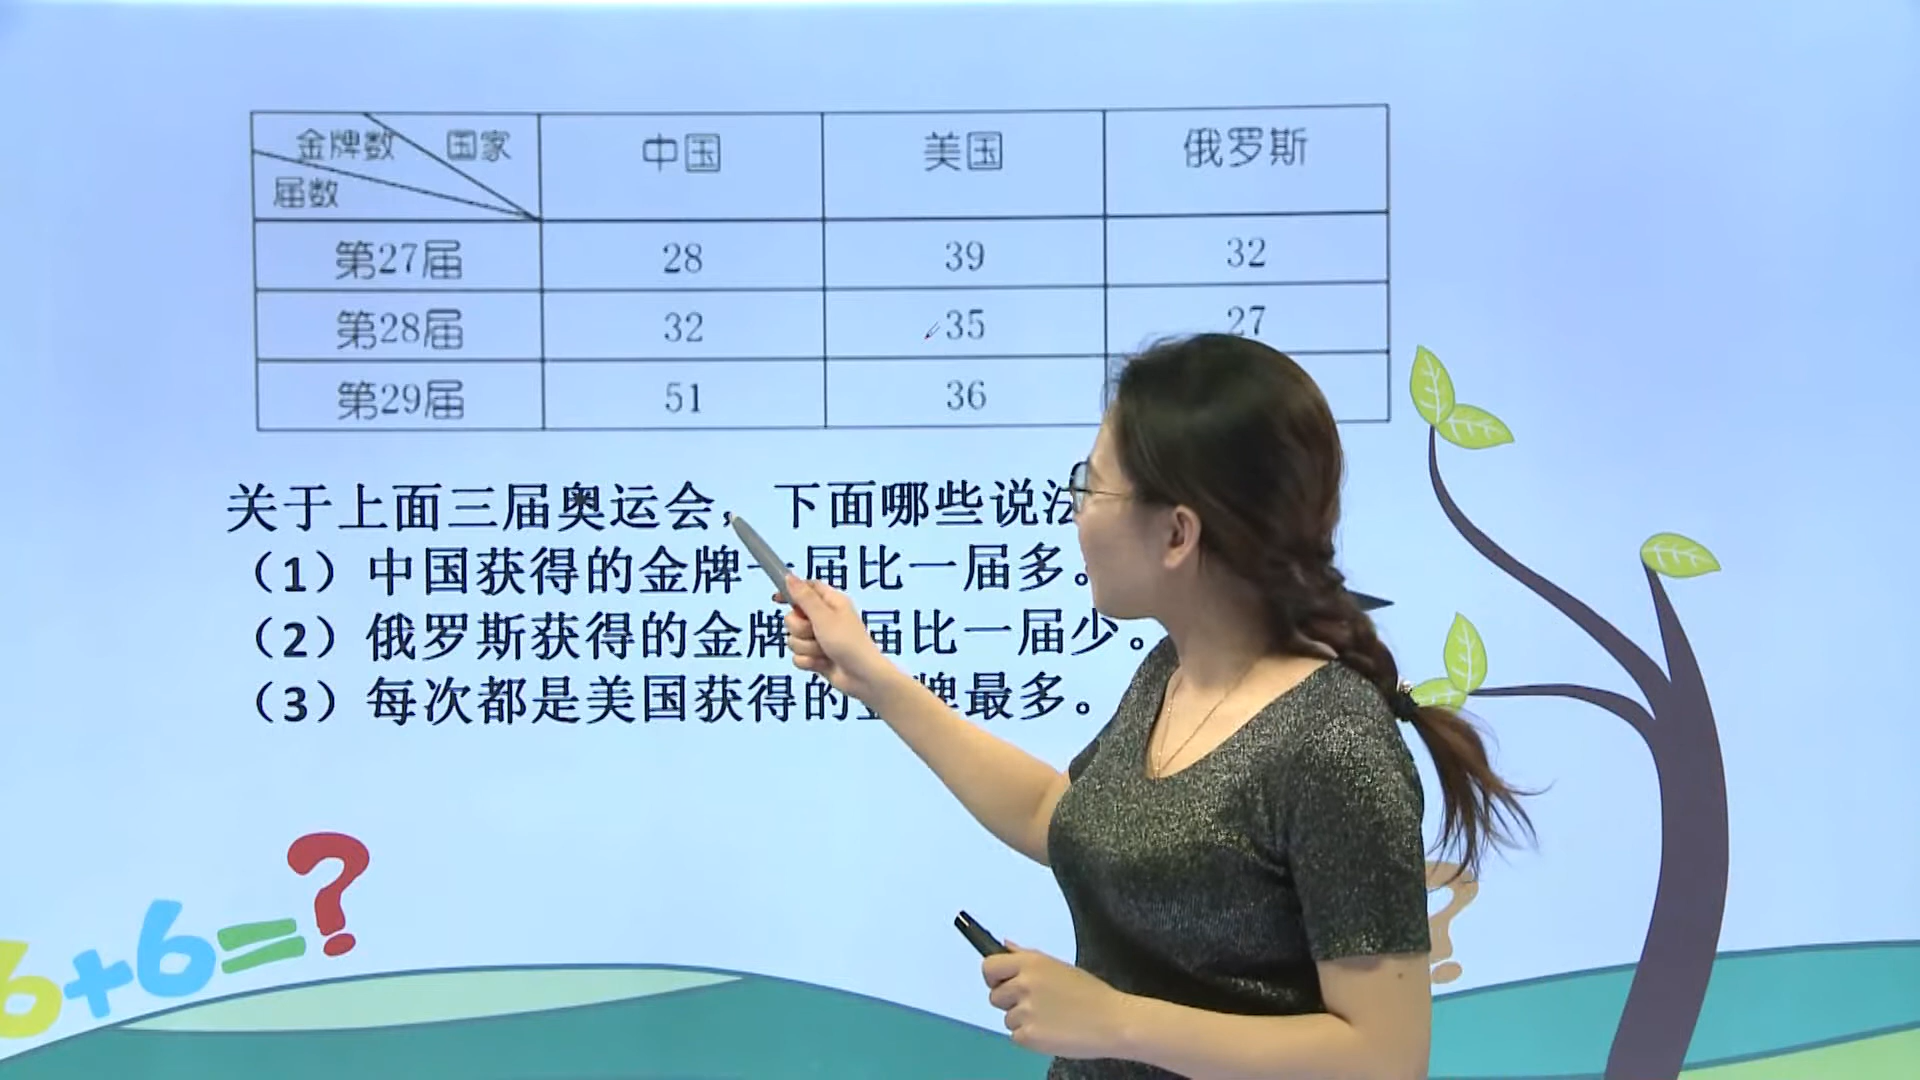 金牌数 国家
届数
中国 美国 俄罗斯
第27届 28 39 32
第28届 32 35 27
第29届 51 36
关于上面三届奥运会，下面哪些说法
（1）中国获得的金牌一届比一届多。
（2）俄罗斯获得的金牌 届比一届少。
（3）每次都是美国获得的 牌最多。
6+6=?
?